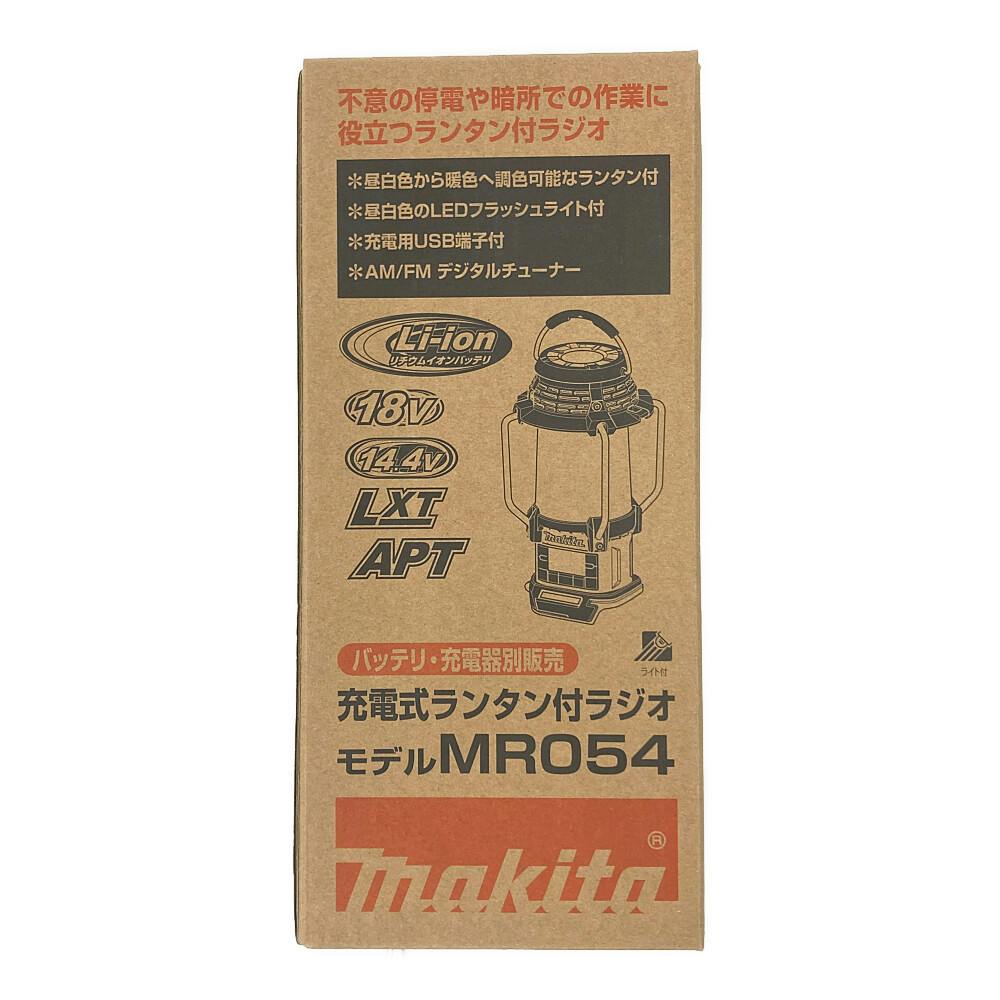 不意の停電や暗所での作業に
役立つランタン付ラジオ
＊昼白色から暖色へ調色可能なランタン付
＊昼白色のLEDフラッシュライト付
＊充電用USB端子付
＊AM/FM デジタルチューナー
Li-ion
リチウムイオンバッテリ
18V
14.4V
LXT
APT
makita
バッテリ・充電器別販売
ライト付
充電式ランタン付ラジオ
モデルMR054
makita®